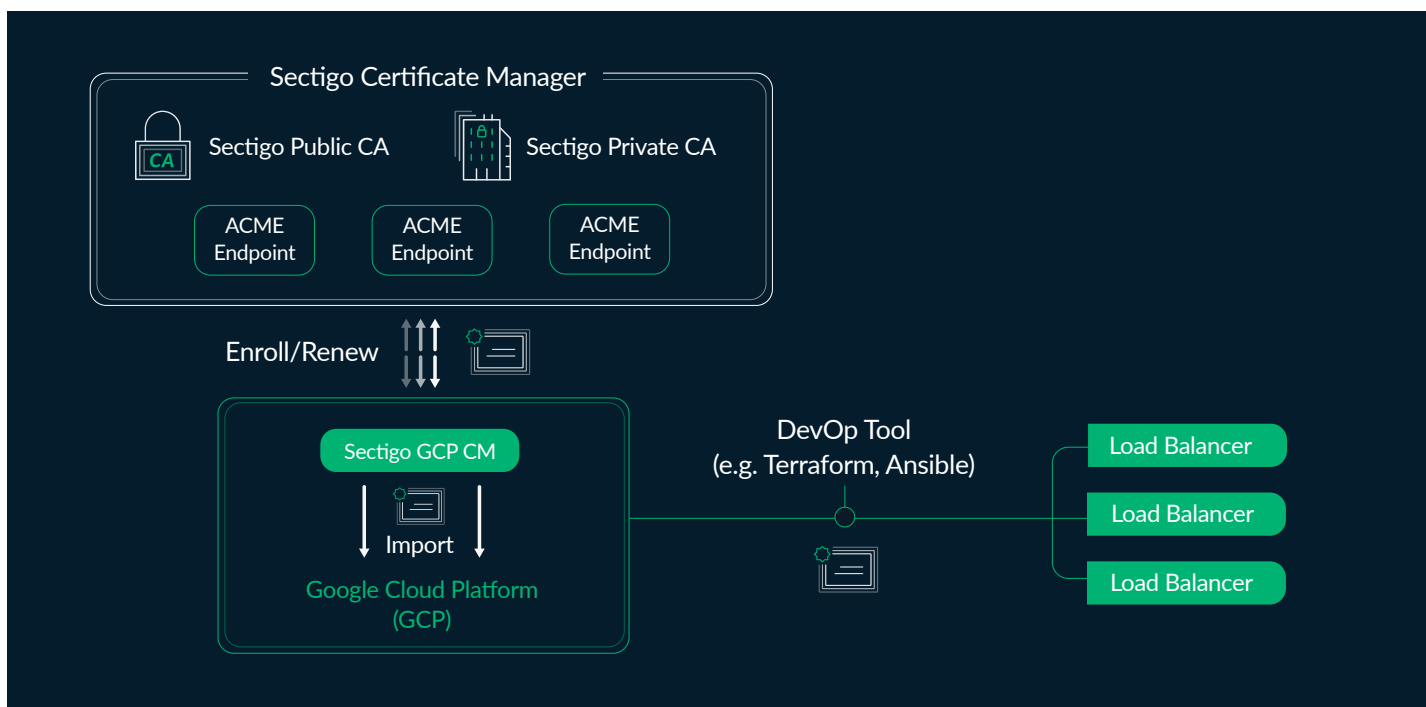 Sectigo Certificate Manager
CA
Sectigo Public CA
Sectigo Private CA
ACME
Endpoint
ACME
Endpoint
ACME
Endpoint
Enroll/Renew
Sectigo GCP CM
Import
Google Cloud Platform
(GCP)
DevOp Tool
(e.g. Terraform, Ansible)
Load Balancer
Load Balancer
Load Balancer